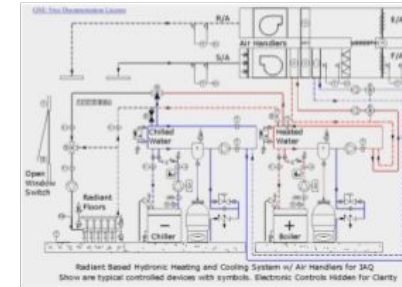 GNU Free Documentation License
R/A
E/A
Air Handlers
S/A
F/A
Chilled
Water
Heated
Water
Open
Window
Switch
Radiant
Floors
Chiller
Boiler
Radiant Based Hydronic Heating and Cooling System w/ Air Handlers for IAQ
Show are typical controlled devices with symbols. Electronic Controls Hidden for Clarity